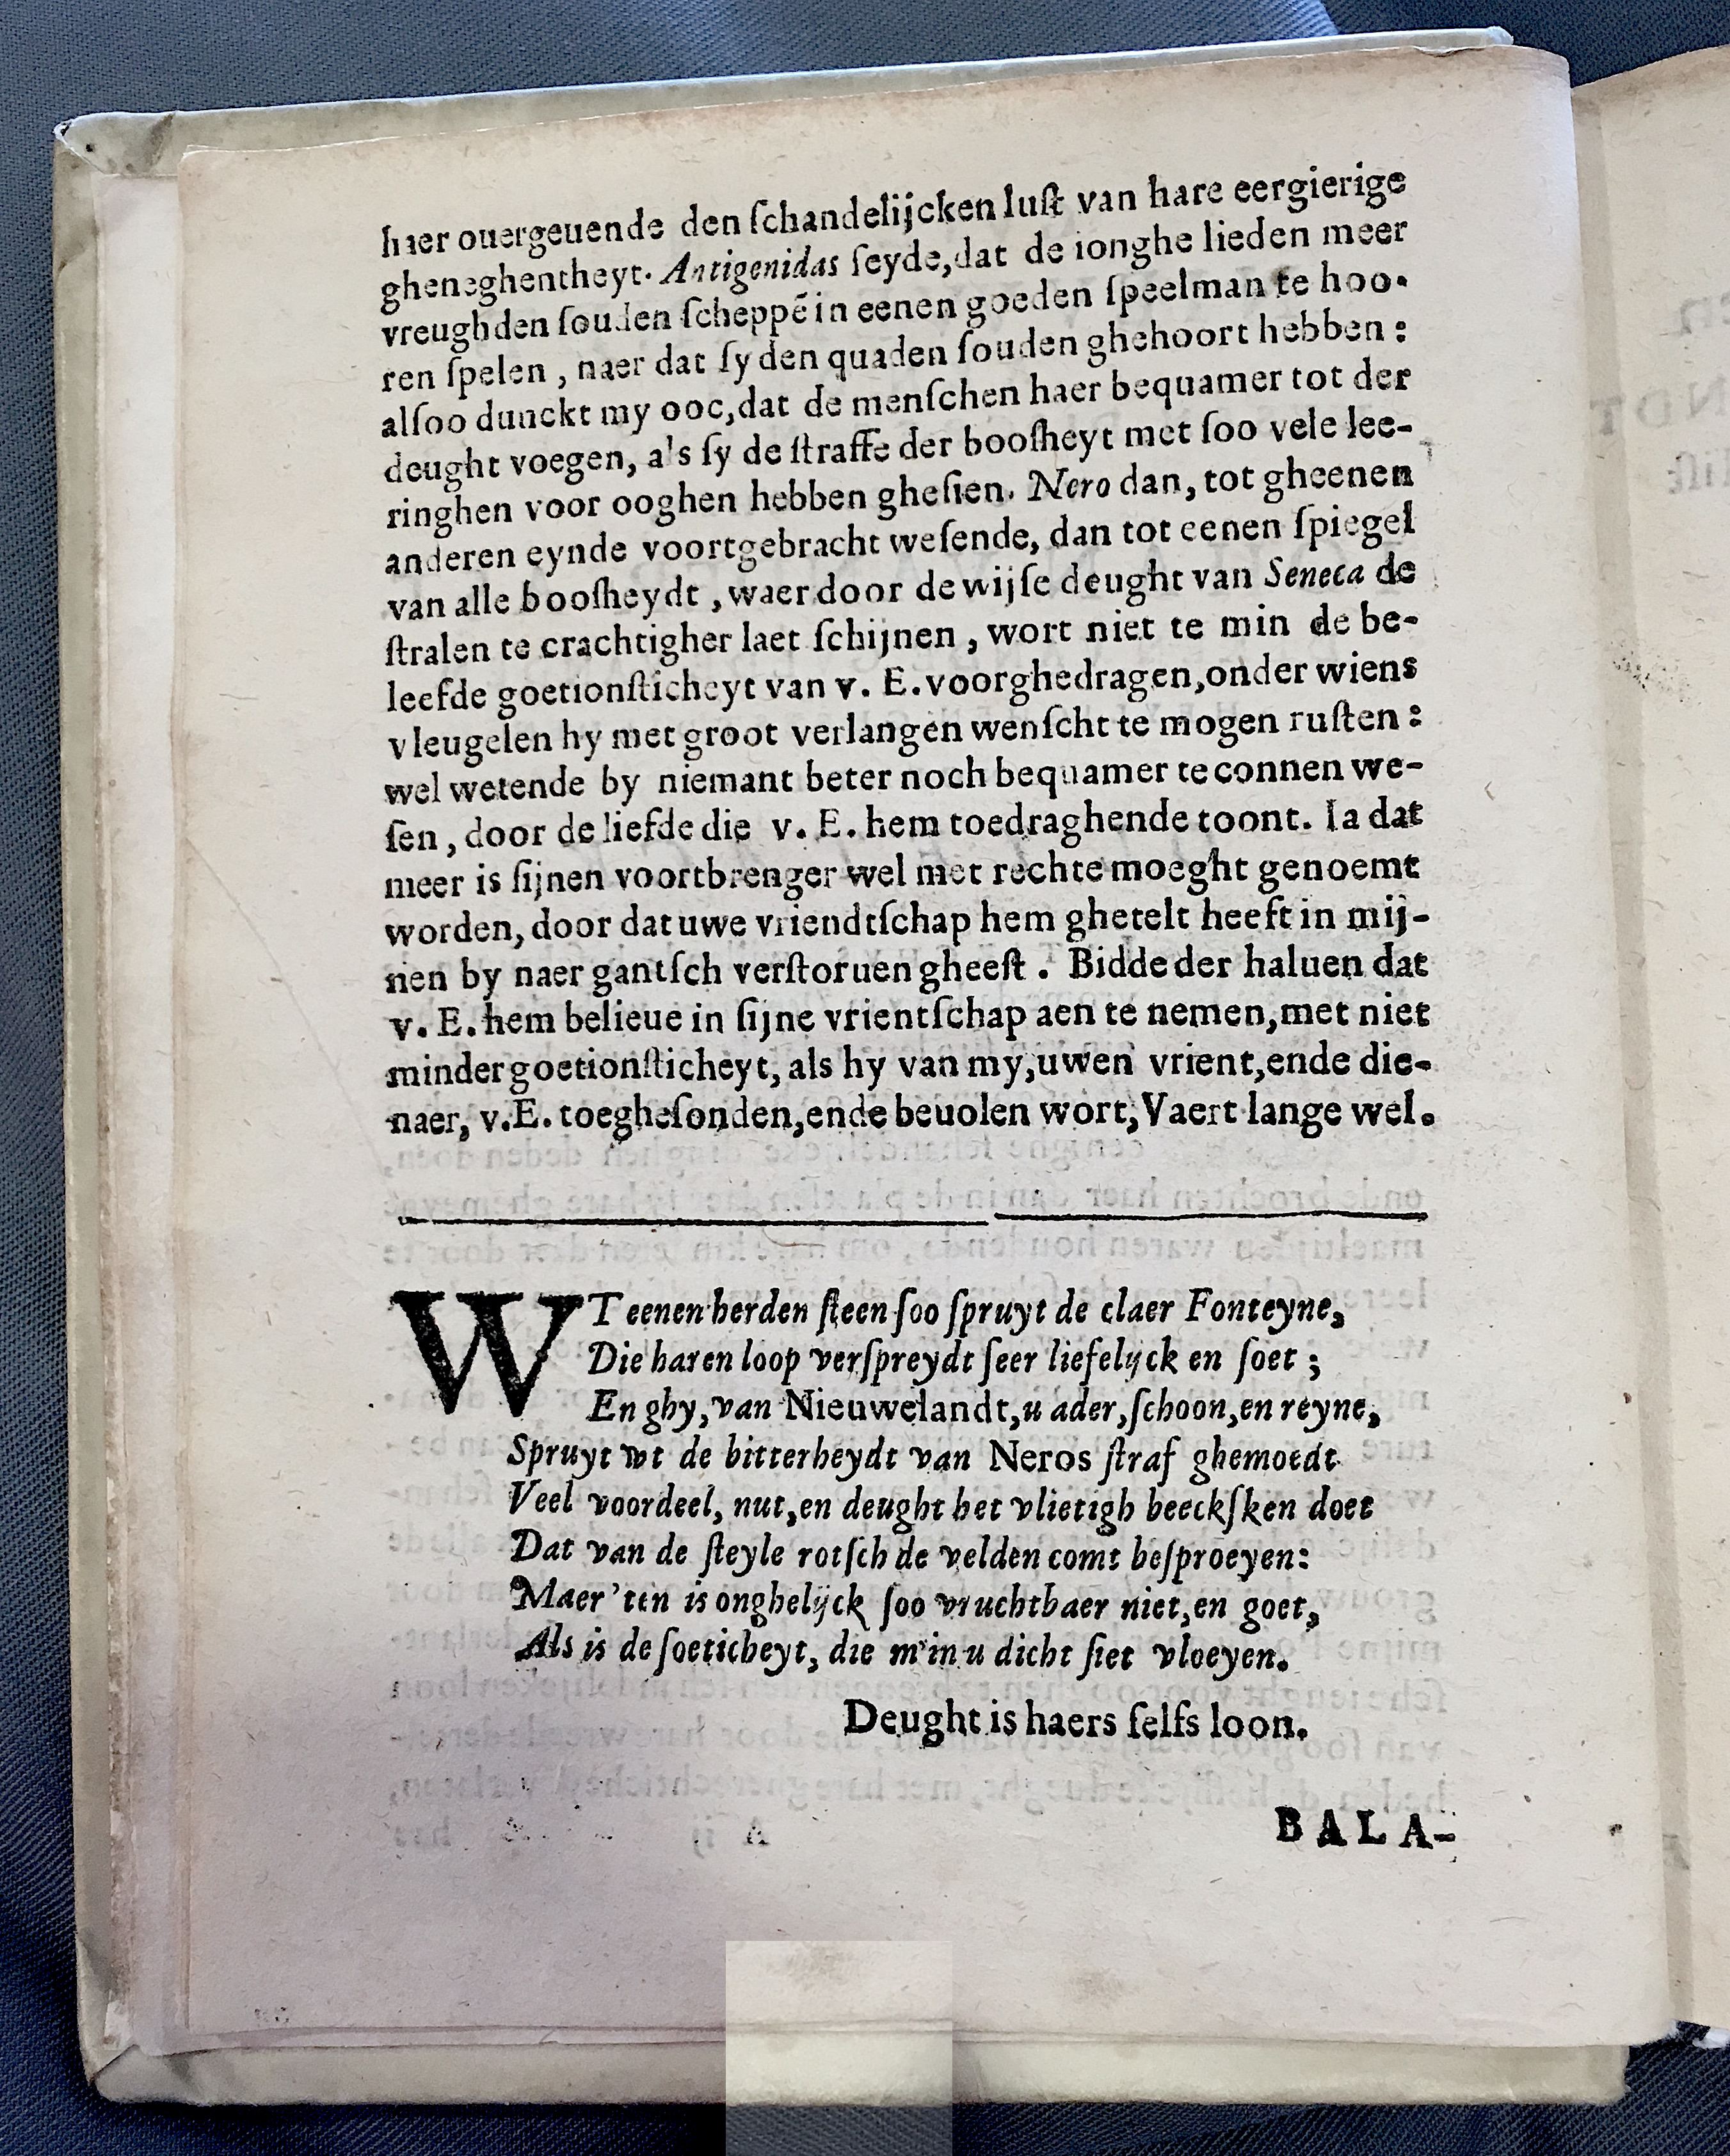 haer ouergeuende den ſchandelijcken luſt van hare eergierige
gheneghentheyt. Antigenidas ſeyde,dat de ionghe lieden meer
vreughden ſouden ſcheppẽ in eenen goeden ſpeelman te hoo-
ren ſpelen , naer dat ſy den quaden ſouden ghehoort hebben :
alſoo dunckt my ooc,dat de menſchen haer bequamer tot der
deught voegen, als ſy de ſtraffe der booſheyt met ſoo vele lee-
ringhen voor ooghen hebben gheſien. Nero dan, tot gheenen
anderen eynde voortgebracht weſende, dan tot eenen ſpiegel
van alle booſheydt , waer door de wijſe deught van Seneca de
ſtralen te crachtigher laet ſchijnen , wort niet te min de be-
leefde goetionſticheyt van v. E. voorghedragen,onder wiens
vleugelen hy met groot verlangen wenſcht te mogen ruſten :
wel wetende by niemant beter noch bequamer te connen we-
ſen , door de liefde die v. E. hem toedraghende toont. Ia dat
meer is ſijnen voortbrenger wel met rechte moeght genoemt
worden, door dat uwe vriendtſchap hem ghetelt heeft in mij-
nen by naer gantſch verſtoruen gheeſt . Bidde der haluen dat
v. E. hem belieue in ſijne vrientſchap aen te nemen,met niet
minder goetionſticheyt, als hy van my,uwen vrient,ende die-
naer, v.E. toegheſonden,ende beuolen wort; Vaert lange wel.
WT eenen herden ſteen ſoo ſpruyt de claer Fonteyne,
Die haren loop verſpreydt ſeer liefelijck en ſoet ;
En ghy, van Nieuwelandt,u ader,ſchoon,en reyne,
Spruyt wt de bitterheydt van Neros ſtraf ghemoedt
Veel voordeel, nut,en deught het vlietigh beeckſken doet
Dat van de ſteyle rotſch de velden comt beſproeyen:
Maer 'ten is onghelijck ſoo vruchtbaer niet,en goet,
Als is de ſoeticheyt, die m'in u dicht ſiet vloeyen.
Deught is haers ſelfs loon.
BALA-